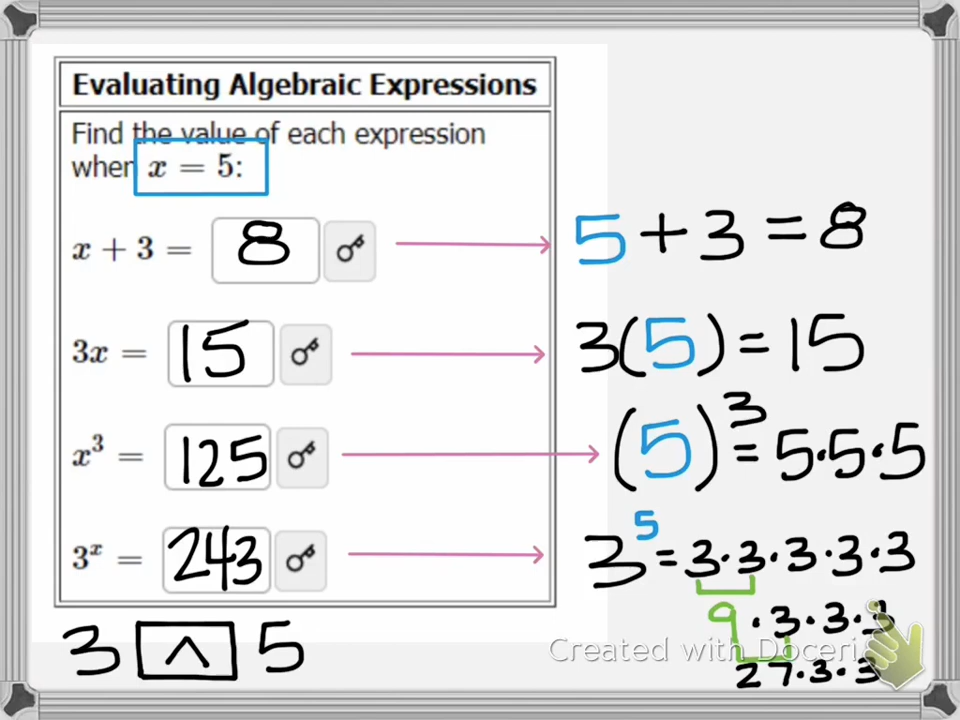 Evaluating Algebraic Expressions
Find the value of each expression
when x = 5:
x + 3 = 8
5 + 3 = 8
3x = 15
3(5) = 15
x³ = 125
(5)³ = 5·5·5
3ˣ = 243
3⁵ = 3·3·3·3·3
9·3·3·3
27·3·3
3 ^ 5
Created with Doceri